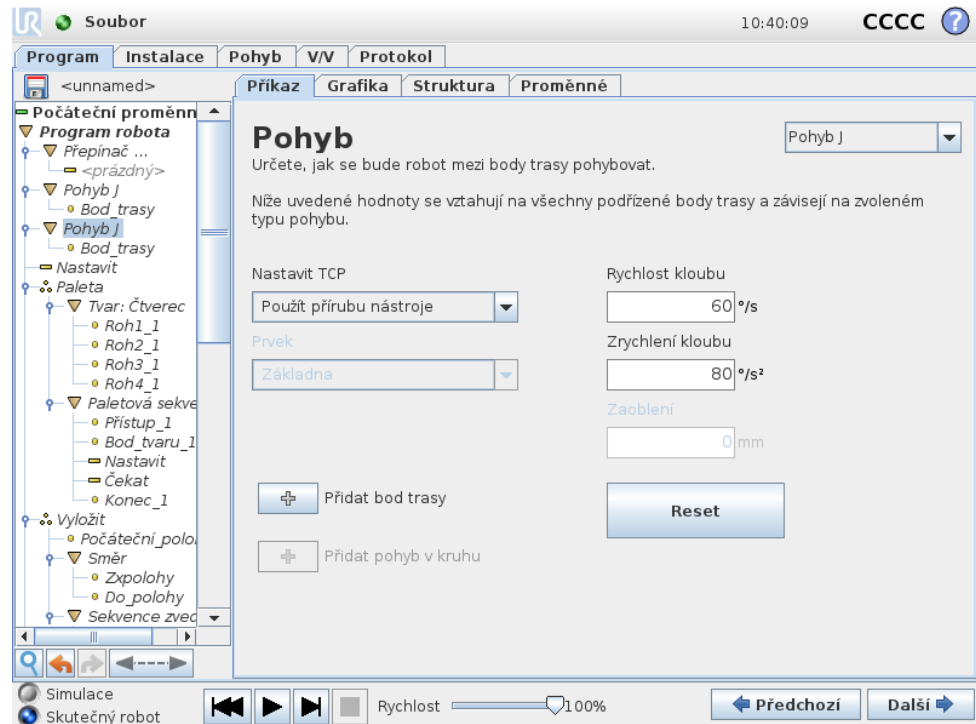 UR Soubor 10:40:09 CCCC ?
Program Instalace Pohyb V/V Protokol
<unnamed>
Příkaz Grafika Struktura Proměnné
Počáteční proměnn
Program robota
Přepínač ...
<prázdný>
Pohyb J
Bod_trasy
Pohyb J
Bod_trasy
Nastavit
Paleta
Tvar: Čtverec
Roh1_1
Roh2_1
Roh3_1
Roh4_1
Paletová sekve
Přístup_1
Bod_tvaru_1
Nastavit
Čekat
Konec_1
Vyložit
Počáteční_polo
Směr
Zxpolohy
Do_polohy
Sekvence zved
Pohyb
Pohyb J
Určete, jak se bude robot mezi body trasy pohybovat.
Níže uvedené hodnoty se vztahují na všechny podřízené body trasy a závisejí na zvoleném
typu pohybu.
Nastavit TCP
Použít přírubu nástroje
Prvek
Základna
Rychlost kloubu
60 °/s
Zrychlení kloubu
80 °/s²
Zaoblení
0 mm
Přidat bod trasy
Přidat pohyb v kruhu
Reset
Simulace
Skutečný robot
Rychlost 100%
Předchozí
Další